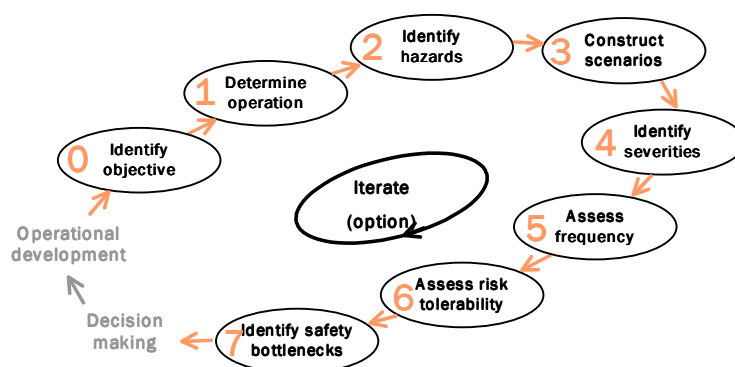 0
Identify
objective
1
Determine
operation
2
Identify
hazards
3
Construct
scenarios
4
Identify
severities
5
Assess
frequency
6
Assess risk
tolerability
7
Identify safety
bottlenecks
Decision
making
Operational
development
Iterate
(option)